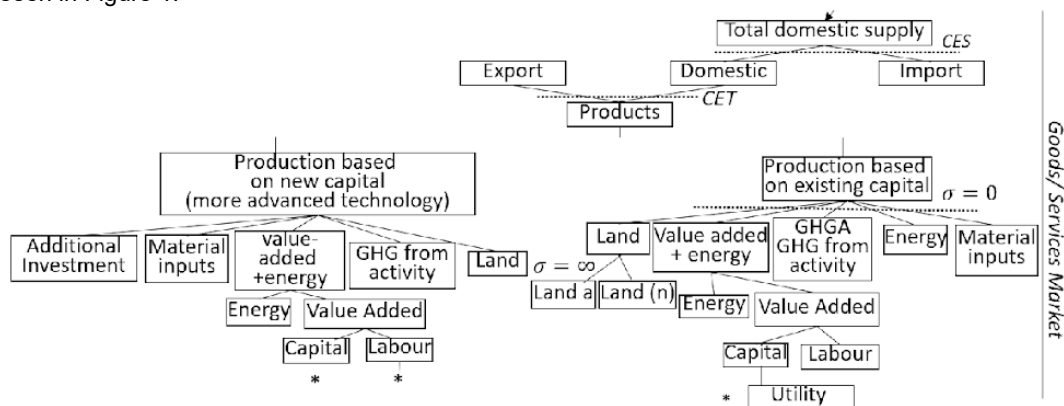 Total domestic supply
CES
Export
Domestic
Import
CET
Products
Goods/ Services Market
Production based
on new capital
(more advanced technology)
Additional
Investment
Material
inputs
value-
added
+energy
GHG from
activity
Land
Energy
Value Added
Capital
Labour
*
*
Production based
on existing capital
σ = 0
Land
Value added
+ energy
GHGA
GHG from
activity
Energy
Material
inputs
σ = ∞
Land a
Land (n)
Energy
Value Added
Capital
Labour
*
Utility